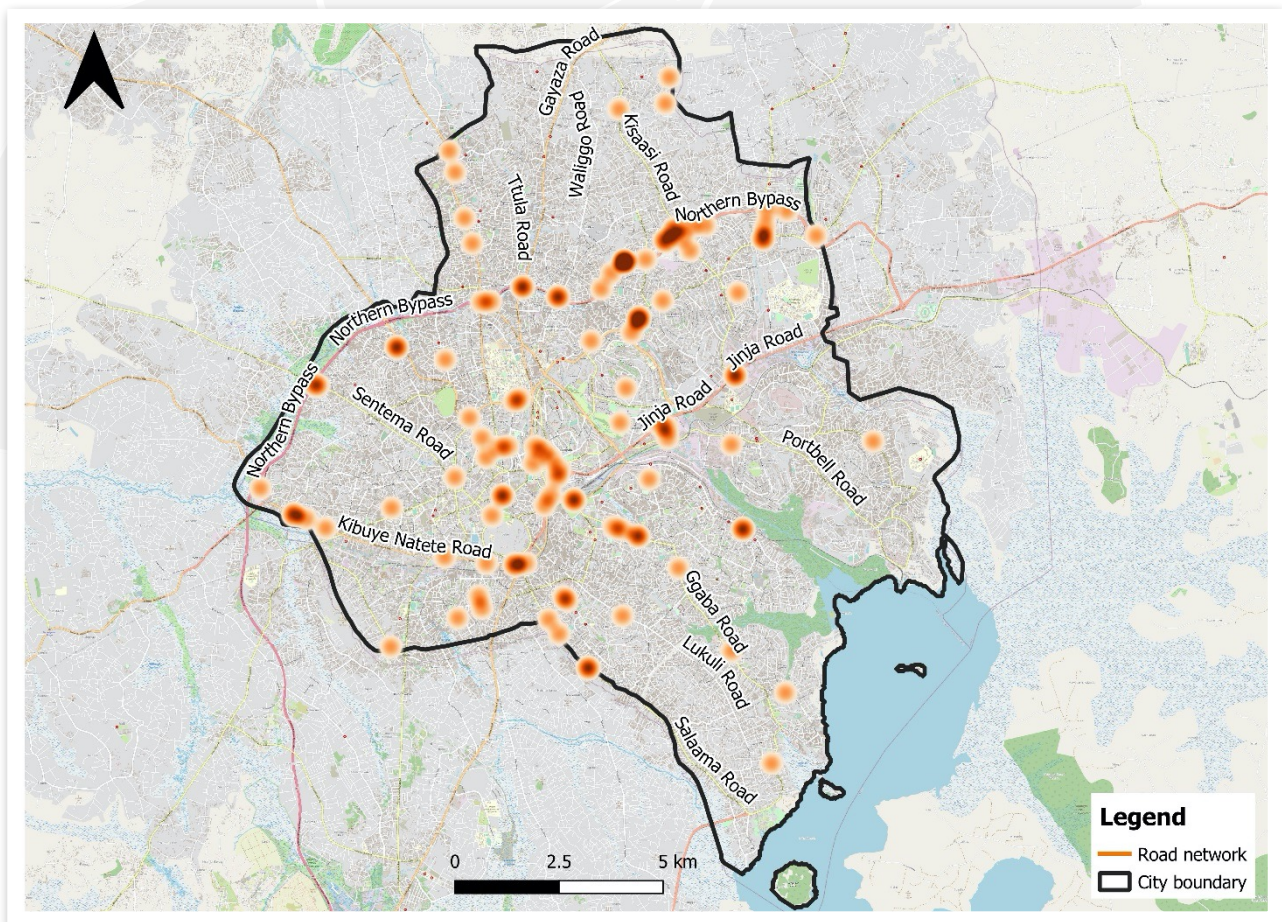 Gayaza Road
Waliggo Road
Kisaasi Road
Ttula Road
Northern Bypass
Northern Bypass
Northern Bypass
Jinja Road
Jinja Road
Sentema Road
Portbell Road
Kibuye Natete Road
Ggaba Road
Lukuli Road
Salaama Road
0 2.5 5 km
Legend
Road network
City boundary